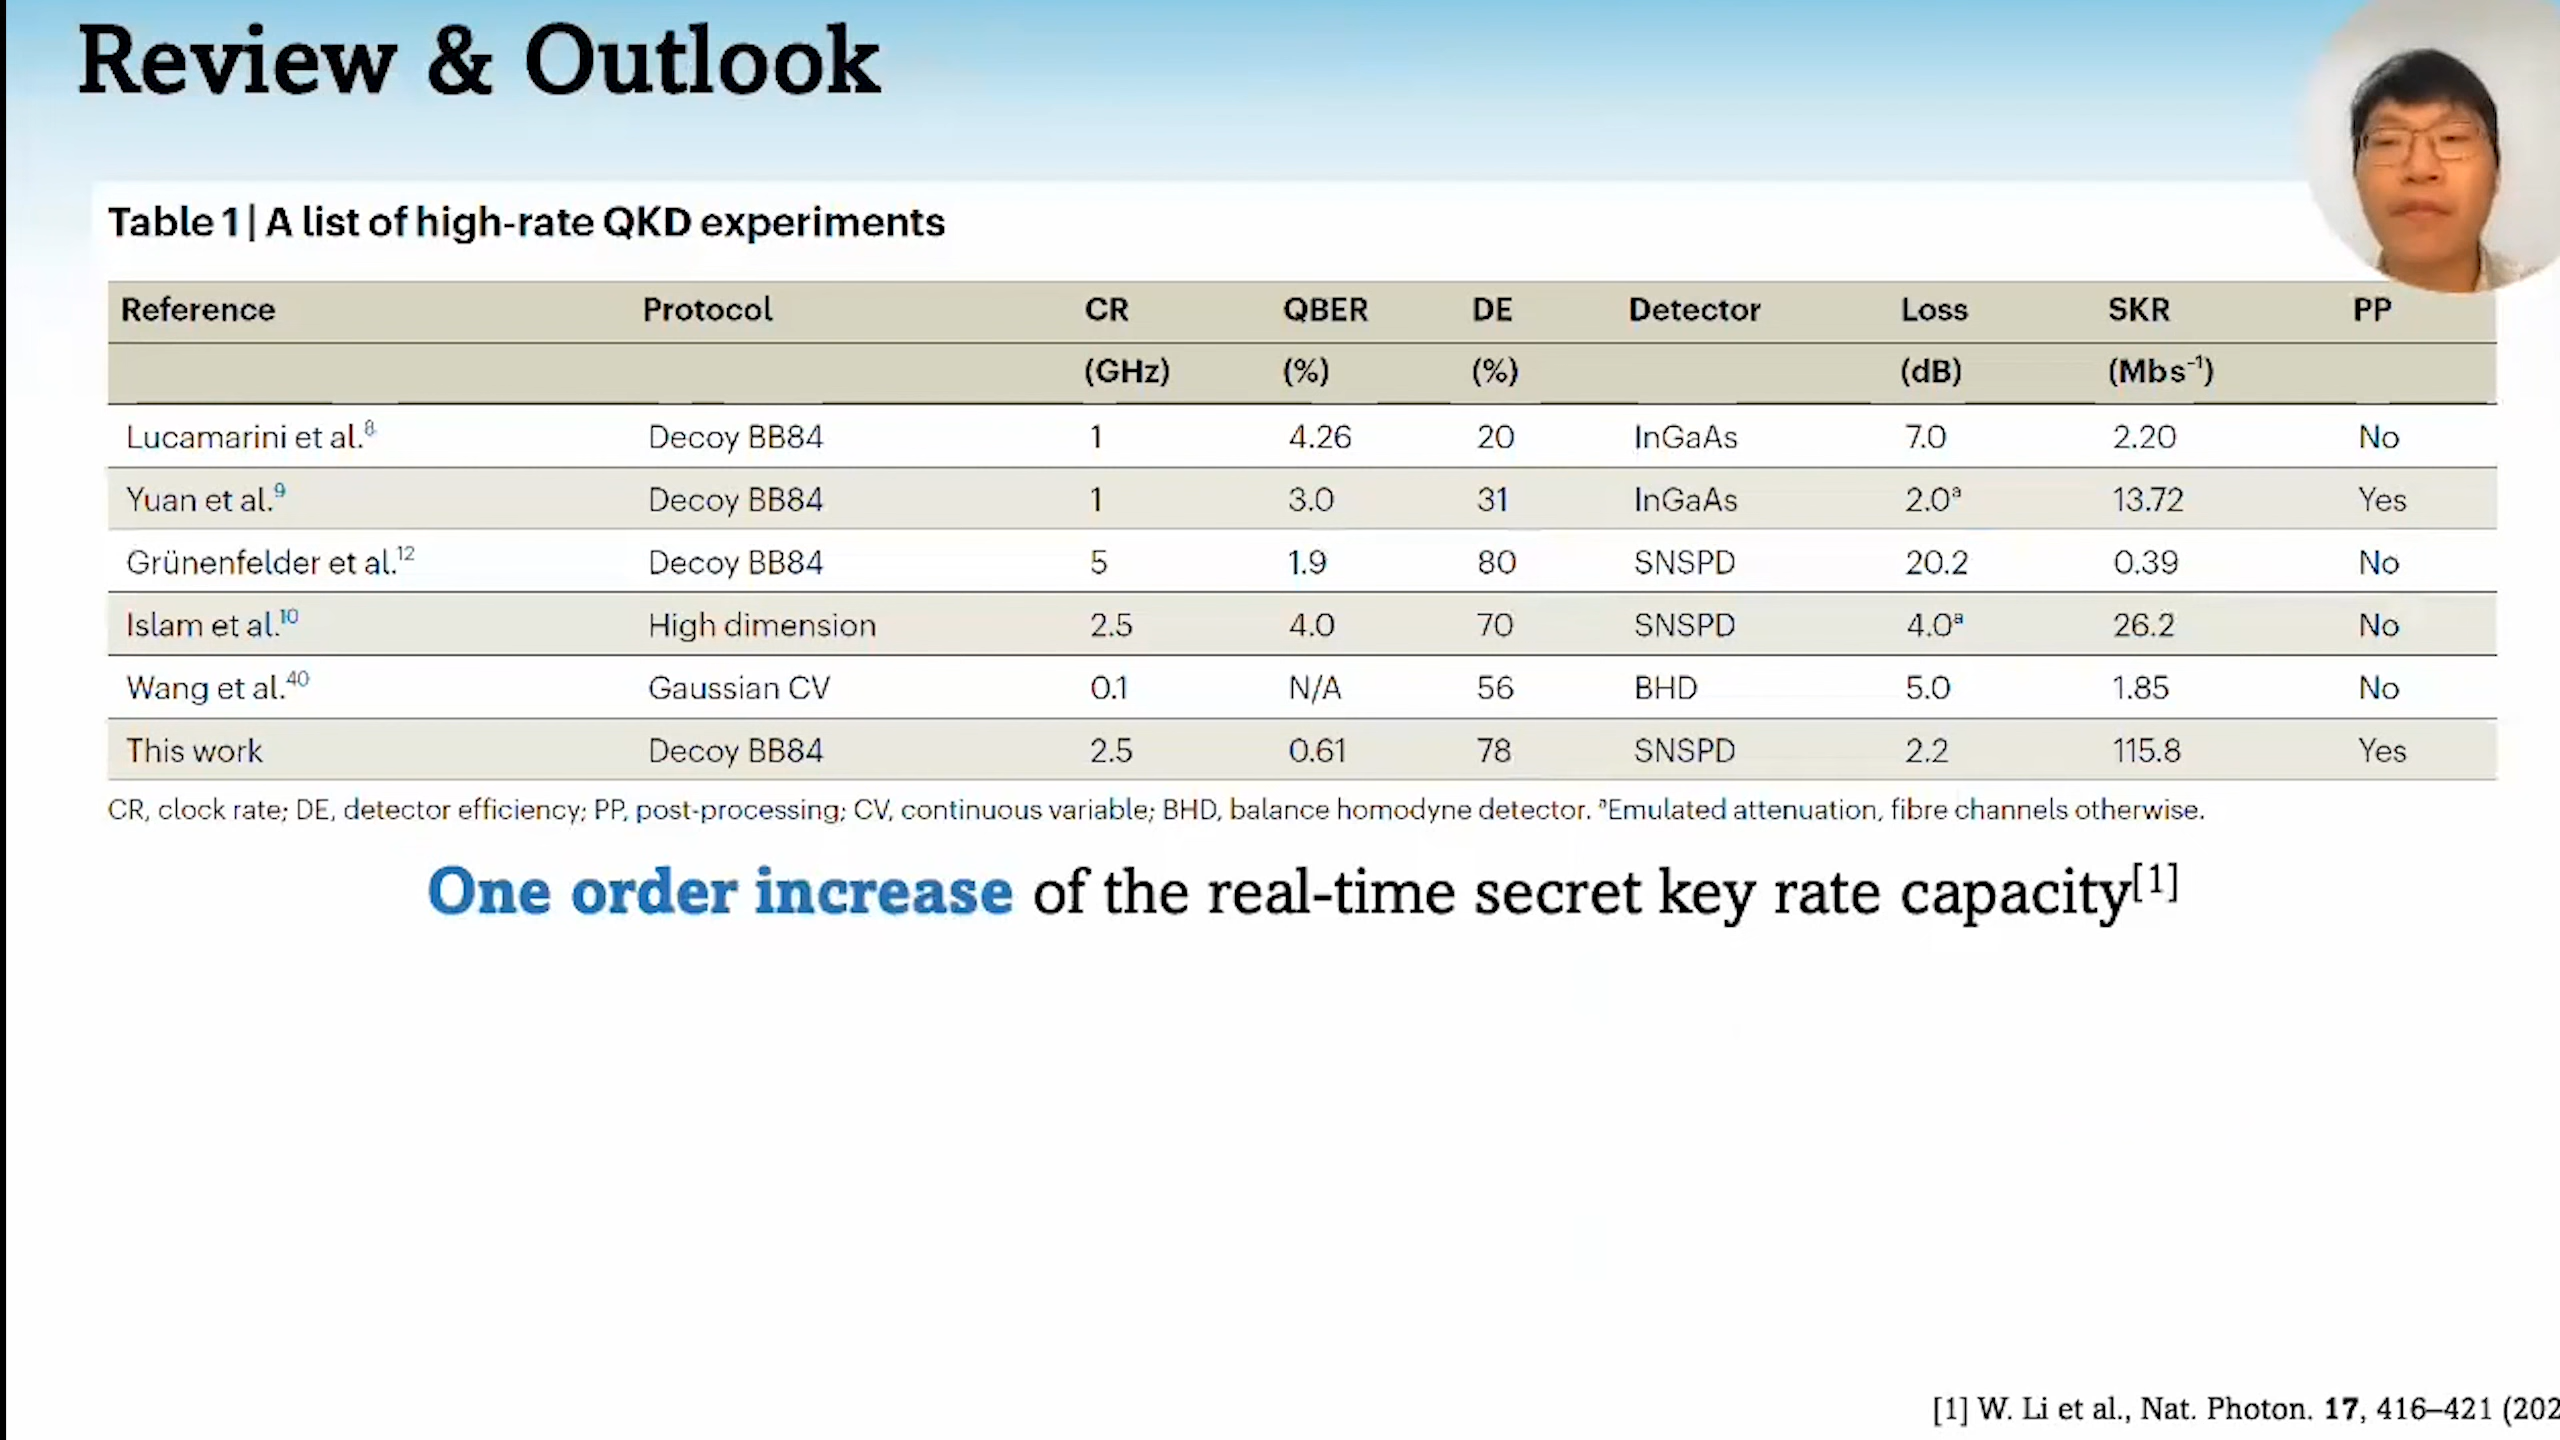 Review & Outlook
Table 1 | A list of high-rate QKD experiments
Reference Protocol CR QBER DE Detector Loss SKR PP
(GHz) (%) (%) (dB) (Mbs⁻¹)
Lucamarini et al.⁸ Decoy BB84 1 4.26 20 InGaAs 7.0 2.20 No
Yuan et al.⁹ Decoy BB84 1 3.0 31 InGaAs 2.0ᵃ 13.72 Yes
Grünenfelder et al.¹² Decoy BB84 5 1.9 80 SNSPD 20.2 0.39 No
Islam et al.¹⁰ High dimension 2.5 4.0 70 SNSPD 4.0ᵃ 26.2 No
Wang et al.⁴⁰ Gaussian CV 0.1 N/A 56 BHD 5.0 1.85 No
This work Decoy BB84 2.5 0.61 78 SNSPD 2.2 115.8 Yes
CR, clock rate; DE, detector efficiency; PP, post-processing; CV, continuous variable; BHD, balance homodyne detector. ᵃEmulated attenuation, fibre channels otherwise.
One order increase of the real-time secret key rate capacity[1]
[1] W. Li et al., Nat. Photon. 17, 416–421 (202